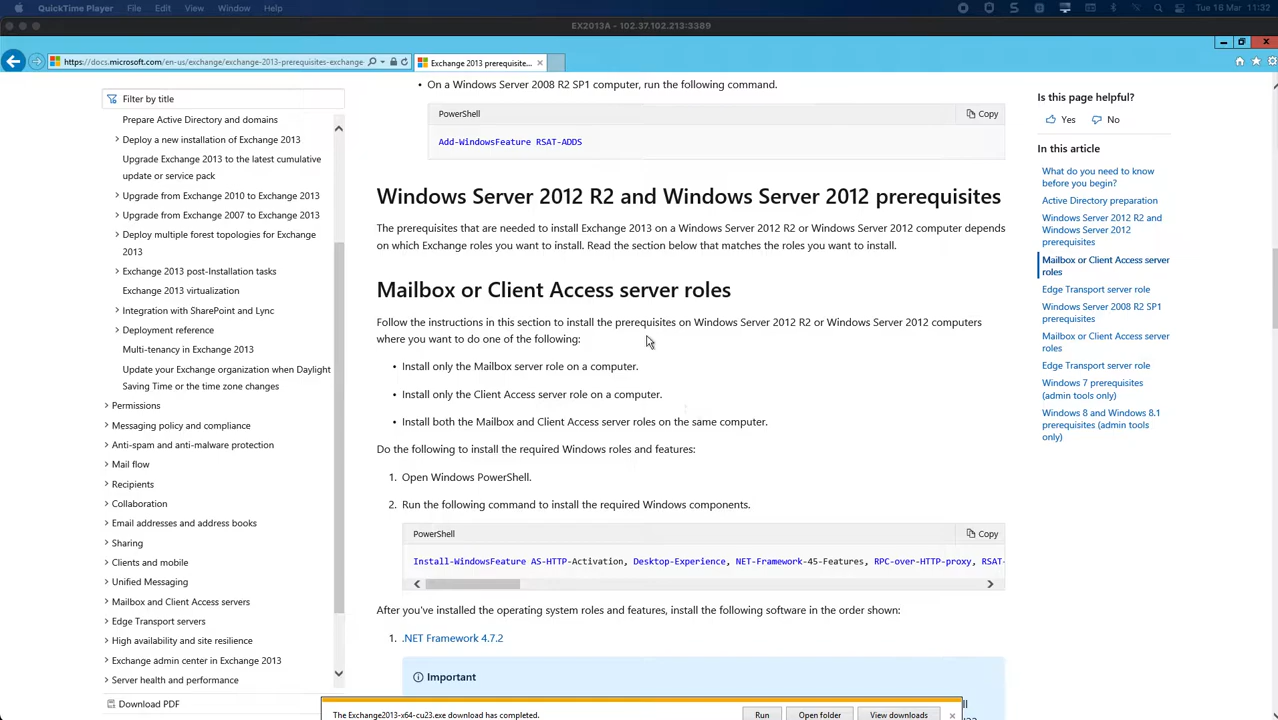 QuickTime Player File Edit View Window Help
Tue 16 Mar 11:32
EX2013A - 102.37.102.213:3389
https://docs.microsoft.com/en-us/exchange/exchange-2013-prerequisites-exchange
Exchange 2013 prerequisite...
Filter by title
Prepare Active Directory and domains
Deploy a new installation of Exchange 2013
Upgrade Exchange 2013 to the latest cumulative
update or service pack
Upgrade from Exchange 2010 to Exchange 2013
Upgrade from Exchange 2007 to Exchange 2013
Deploy multiple forest topologies for Exchange
2013
Exchange 2013 post-Installation tasks
Exchange 2013 virtualization
Integration with SharePoint and Lync
Deployment reference
Multi-tenancy in Exchange 2013
Update your Exchange organization when Daylight
Saving Time or the time zone changes
Permissions
Messaging policy and compliance
Anti-spam and anti-malware protection
Mail flow
Recipients
Collaboration
Email addresses and address books
Sharing
Clients and mobile
Unified Messaging
Mailbox and Client Access servers
Edge Transport servers
High availability and site resilience
Exchange admin center in Exchange 2013
Server health and performance
Download PDF
• On a Windows Server 2008 R2 SP1 computer, run the following command.
PowerShell
Copy
Add-WindowsFeature RSAT-ADDS
Windows Server 2012 R2 and Windows Server 2012 prerequisites
The prerequisites that are needed to install Exchange 2013 on a Windows Server 2012 R2 or Windows Server 2012 computer depends
on which Exchange roles you want to install. Read the section below that matches the roles you want to install.
Mailbox or Client Access server roles
Follow the instructions in this section to install the prerequisites on Windows Server 2012 R2 or Windows Server 2012 computers
where you want to do one of the following:
• Install only the Mailbox server role on a computer.
• Install only the Client Access server role on a computer.
• Install both the Mailbox and Client Access server roles on the same computer.
Do the following to install the required Windows roles and features:
1. Open Windows PowerShell.
2. Run the following command to install the required Windows components.
PowerShell
Copy
Install-WindowsFeature AS-HTTP-Activation, Desktop-Experience, NET-Framework-45-Features, RPC-over-HTTP-proxy, RSAT-
After you've installed the operating system roles and features, install the following software in the order shown:
1. .NET Framework 4.7.2
Important
Is this page helpful?
Yes No
In this article
What do you need to know
before you begin?
Active Directory preparation
Windows Server 2012 R2 and
Windows Server 2012
prerequisites
Mailbox or Client Access server
roles
Edge Transport server role
Windows Server 2008 R2 SP1
prerequisites
Mailbox or Client Access server
roles
Edge Transport server role
Windows 7 prerequisites
(admin tools only)
Windows 8 and Windows 8.1
prerequisites (admin tools
only)
The Exchange2013-x64-cu23.exe download has completed.
Run
Open folder
View downloads